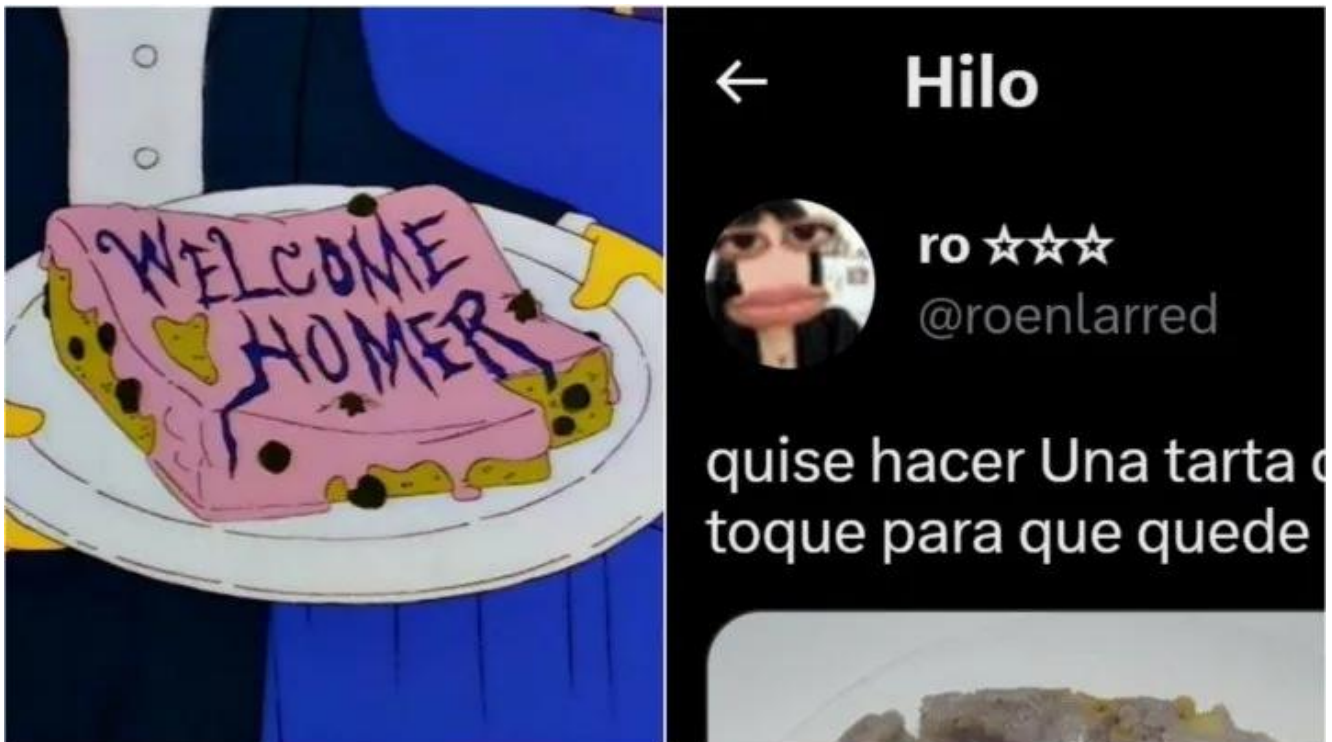 WELCOME
HOMER
Hilo
ro ☆☆☆
@roenlarred
quise hacer Una tarta
toque para que quede